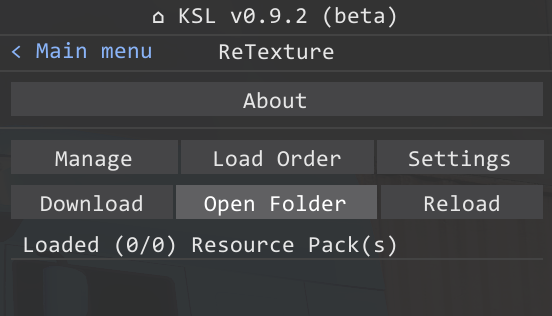 ⌂ KSL v0.9.2 (beta)
< Main menu ReTexture
About
Manage Load Order Settings
Download Open Folder Reload
Loaded (0/0) Resource Pack(s)